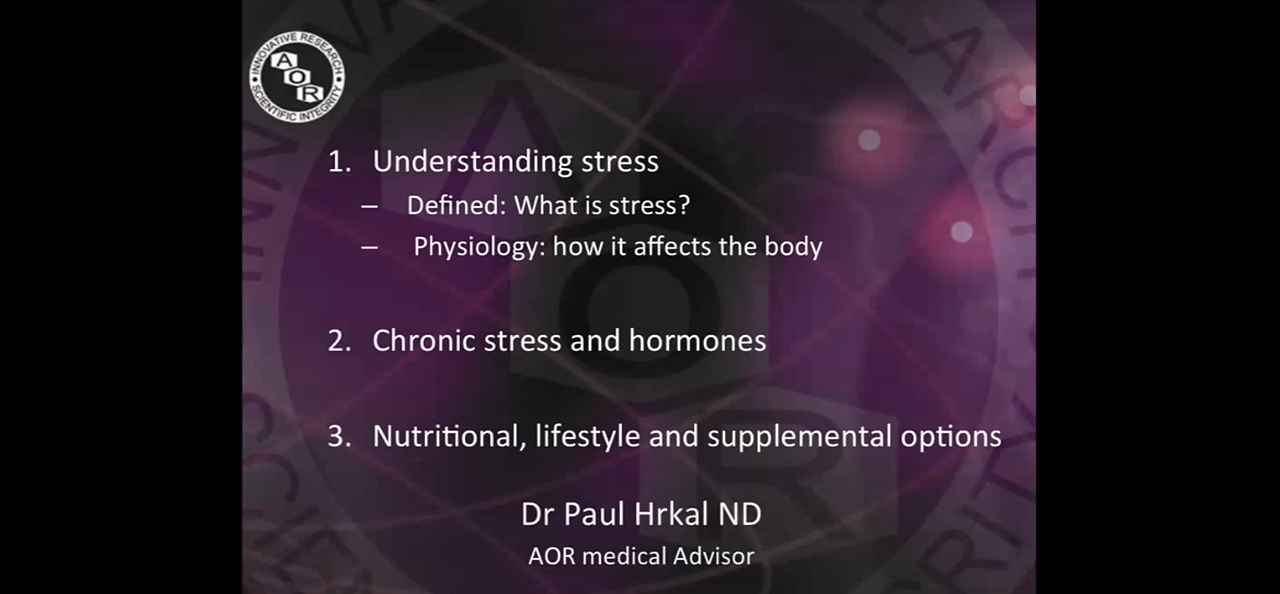 INNOVATIVE RESEARCH
AOR
SCIENTIFIC INTEGRITY
1. Understanding stress
– Defined: What is stress?
– Physiology: how it affects the body
2. Chronic stress and hormones
3. Nutritional, lifestyle and supplemental options
Dr Paul Hrkal ND
AOR medical Advisor